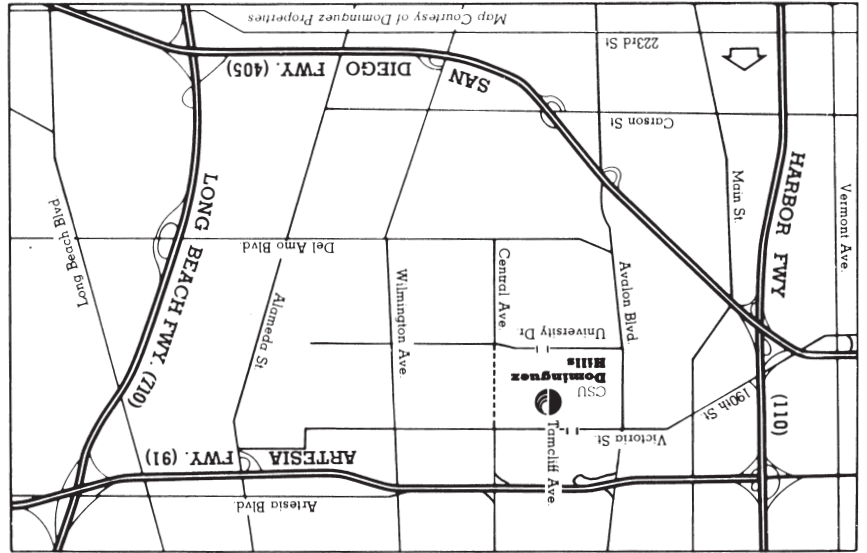 Artesia Blvd
ARTESIA FWY. (91)
Victoria St.
Tamcliff Ave.
190th St
(110)
CSU
Dominguez
Hills
University Dr
Alameda St.
Wilmington Ave.
Central Ave.
Avalon Blvd.
LONG BEACH FWY. (710)
Long Beach Blvd
Del Amo Blvd
HARBOR FWY
Main St.
Vermont Ave.
Carson St
SAN DIEGO FWY. (405)
223rd St
Map Courtesy of Dominguez Properties